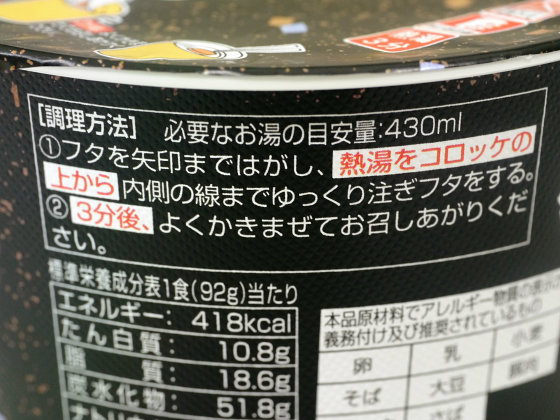 [調理方法] 必要なお湯の目安量:430ml
①フタを矢印まではがし、熱湯をコロッケの
上から内側の線までゆっくり注ぎフタをする。
②3分後、よくかきまぜてお召しあがりくだ
さい。
標準栄養成分表1食(92g)当たり
エネルギー: 418kcal
たん白質: 10.8g
脂質: 18.6g
炭水化物: 51.8g
本品原材料でアレルギー物質の表示の
義務付け及び推奨されているもの
卵 乳 小麦
そば 大豆 豚肉